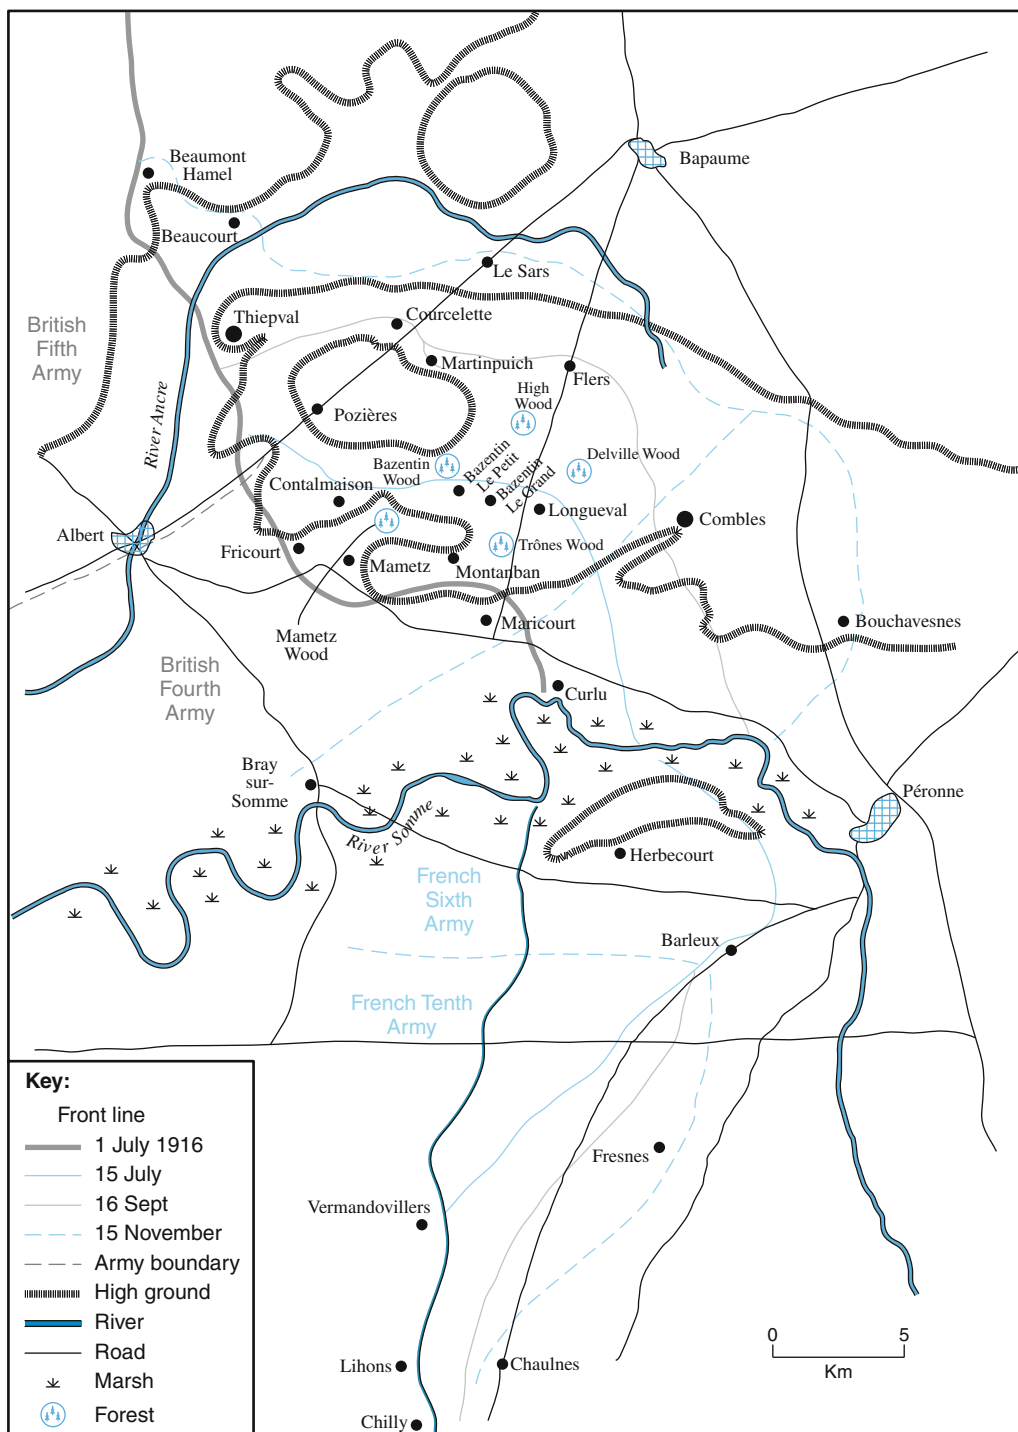 Bapaume
Beaumont
Hamel
Beaucourt
Le Sars
Thiepval
Courcelette
British
Fifth
Army
Martinpuich
Flers
River Ancre
High
Wood
Pozières
Bazentin
Wood
Bazentin
Le Petit
Bazentin
Le Grand
Delville Wood
Contalmaison
Longueval
Combles
Albert
Fricourt
Mametz
Montanban
Trônes Wood
Maricourt
Bouchavesnes
Mametz
Wood
British
Fourth
Army
Curlu
Bray
sur-
Somme
River Somme
Péronne
Herbecourt
French
Sixth
Army
Barleux
French Tenth
Army
Fresnes
Vermandovillers
Lihons
Chaulnes
Chilly
Key:
Front line
1 July 1916
15 July
16 Sept
15 November
Army boundary
High ground
River
Road
Marsh
Forest
0 5
Km